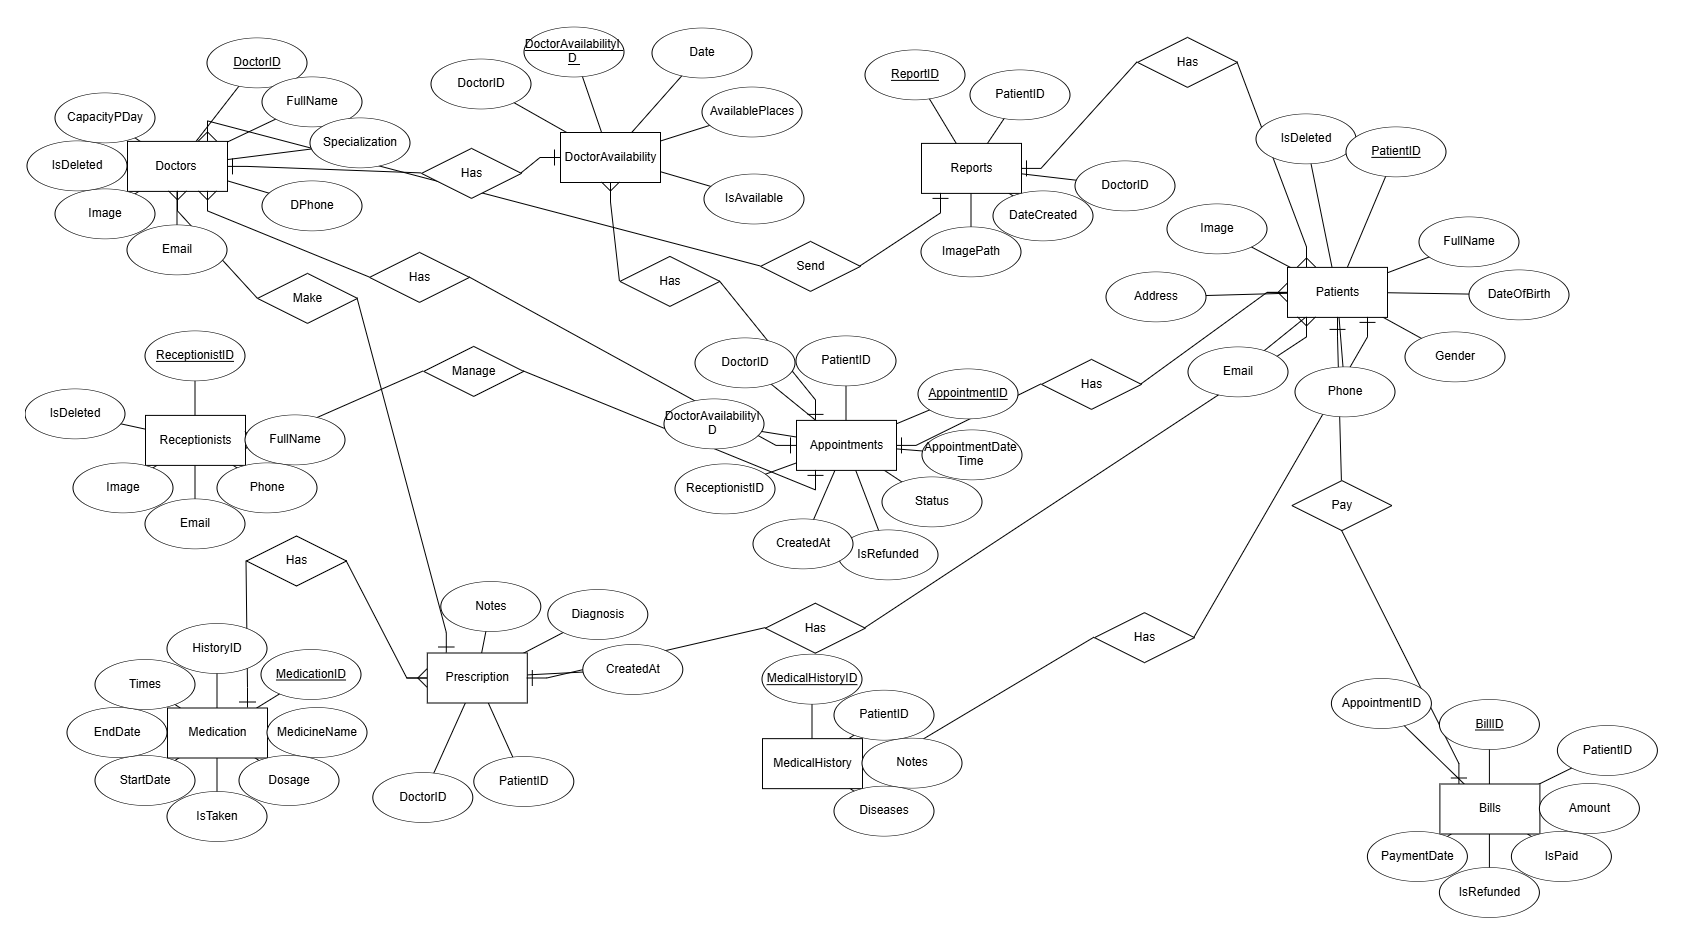 DoctorID
FullName
CapacityPDay
Specialization
Doctors
IsDeleted
Image
DPhone
Email
DoctorAvailabilityI
D
Date
DoctorID
AvailablePlaces
DoctorAvailability
Has
IsAvailable
ReportID
PatientID
Reports
DoctorID
DateCreated
ImagePath
Has
IsDeleted
PatientID
Image
FullName
Address
Patients
DateOfBirth
Gender
Email
Phone
Send
Has
Has
Make
ReceptionistID
Manage
IsDeleted
Receptionists
FullName
Image
Phone
Email
DoctorID
PatientID
AppointmentID
DoctorAvailabilityI
D
Appointments
AppointmentDate
Time
ReceptionistID
Status
CreatedAt
IsRefunded
Has
Pay
Has
Has
Has
Notes
Diagnosis
Prescription
CreatedAt
DoctorID
PatientID
HistoryID
MedicationID
Times
EndDate
Medication
MedicineName
StartDate
Dosage
IsTaken
MedicalHistoryID
PatientID
MedicalHistory
Notes
Diseases
AppointmentID
BillID
PatientID
Bills
Amount
PaymentDate
IsPaid
IsRefunded